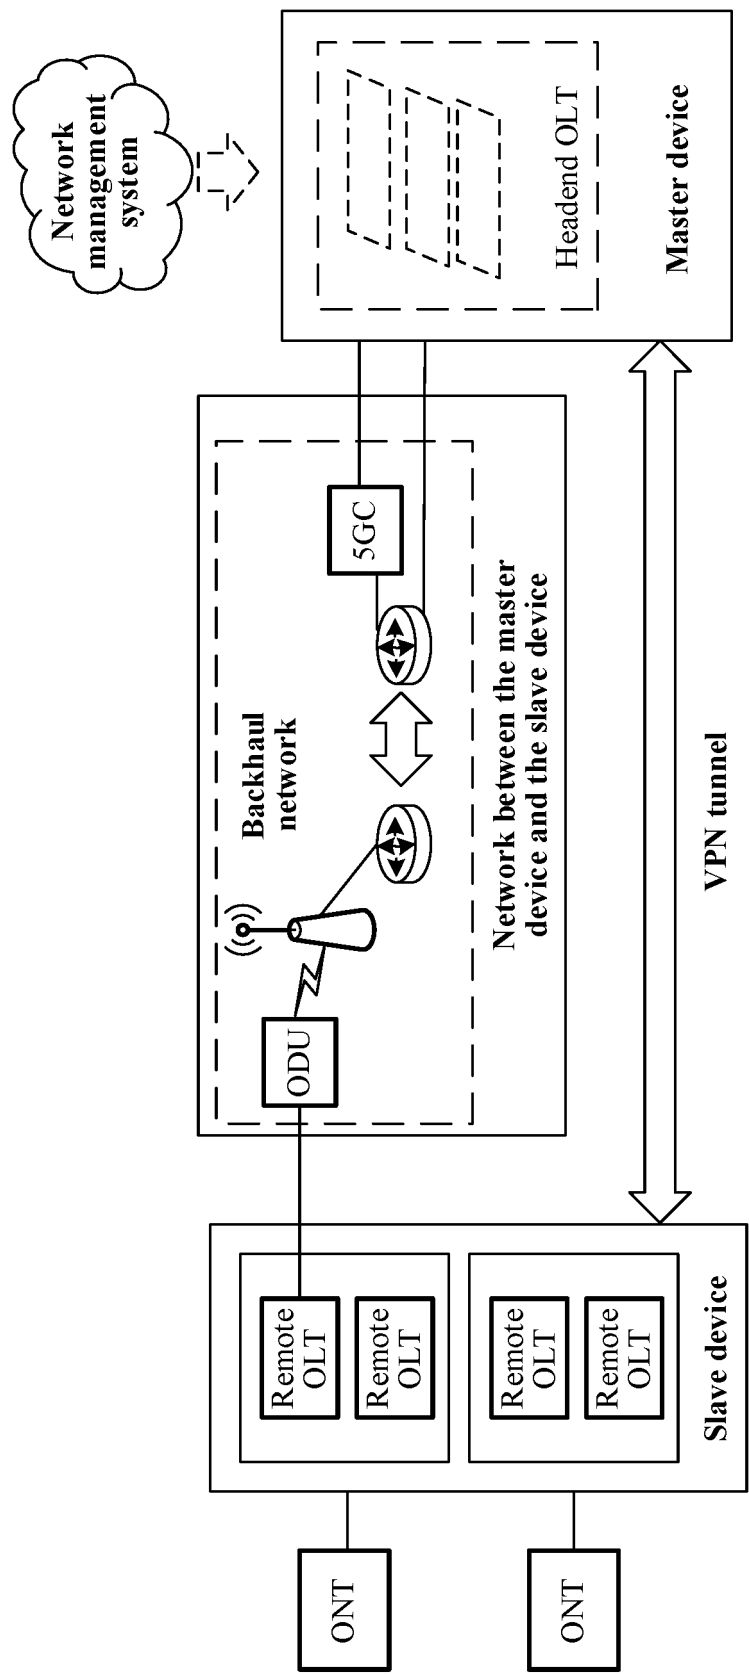 ONT
ONT
Remote
OLT
Remote
OLT
Remote
OLT
Remote
OLT
Slave device
ODU
Backhaul
network
5GC
Network between the master
device and the slave device
VPN tunnel
Network
management
system
Headend OLT
Master device